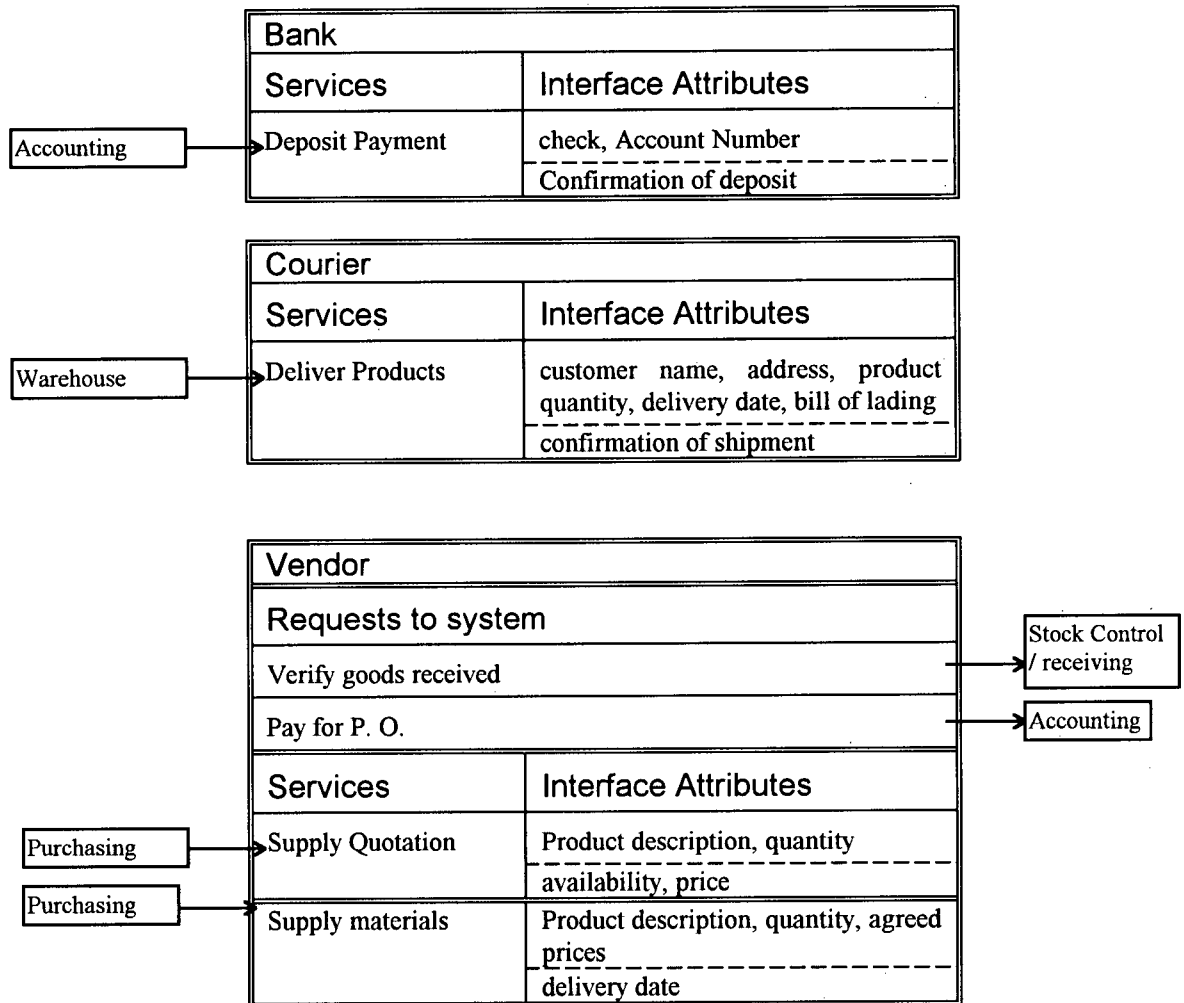 Bank
Services Interface Attributes
Accounting
Deposit Payment check, Account Number
Confirmation of deposit
Courier
Services Interface Attributes
Warehouse
Deliver Products customer name, address, product
quantity, delivery date, bill of lading
confirmation of shipment
Vendor
Requests to system
Verify goods received
Stock Control
/ receiving
Pay for P. O.
Accounting
Services Interface Attributes
Purchasing
Supply Quotation Product description, quantity
availability, price
Purchasing
Supply materials Product description, quantity, agreed
prices
delivery date